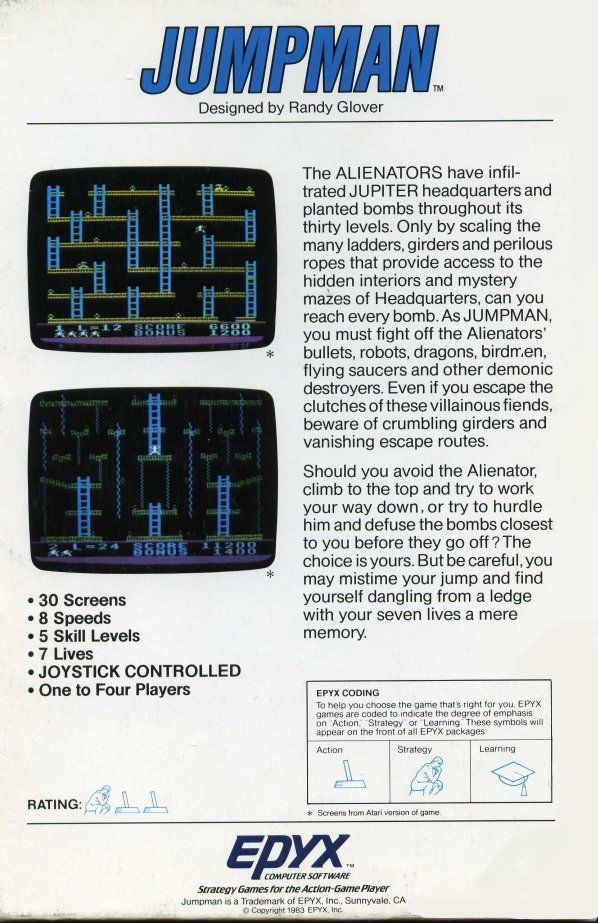 JUMPMAN™
Designed by Randy Glover
1 L=12 SCORE 6600
BONUS 1200
*
L=24 SCORE 11200
BONUS 1400
*
• 30 Screens
• 8 Speeds
• 5 Skill Levels
• 7 Lives
• JOYSTICK CONTROLLED
• One to Four Players
RATING:
The ALIENATORS have infil-
trated JUPITER headquarters and
planted bombs throughout its
thirty levels. Only by scaling the
many ladders, girders and perilous
ropes that provide access to the
hidden interiors and mystery
mazes of Headquarters, can you
reach every bomb. As JUMPMAN,
you must fight off the Alienators'
bullets, robots, dragons, birdmen,
flying saucers and other demonic
destroyers. Even if you escape the
clutches of these villainous fiends,
beware of crumbling girders and
vanishing escape routes.
Should you avoid the Alienator,
climb to the top and try to work
your way down, or try to hurdle
him and defuse the bombs closest
to you before they go off? The
choice is yours. But be careful, you
may mistime your jump and find
yourself dangling from a ledge
with your seven lives a mere
memory.
EPYX CODING
To help you choose the game that's right for you, EPYX
games are coded to indicate the degree of emphasis
on "Action," "Strategy" or "Learning." These symbols will
appear on the front of all EPYX packages.
Action Strategy Learning
* Screens from Atari version of game.
EPYX™
COMPUTER SOFTWARE
Strategy Games for the Action-Game Player
Jumpman is a Trademark of EPYX, Inc., Sunnyvale, CA
© Copyright 1983 EPYX, Inc.